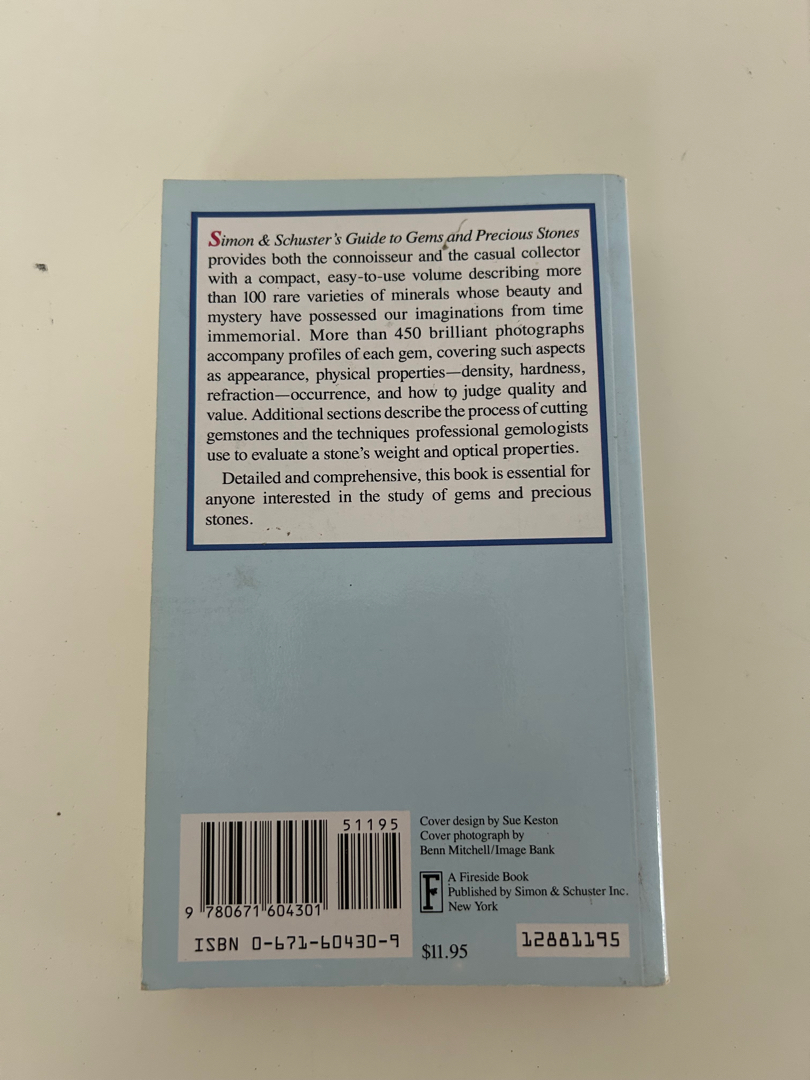 Simon & Schuster's Guide to Gems and Precious Stones
provides both the connoisseur and the casual collector
with a compact, easy-to-use volume describing more
than 100 rare varieties of minerals whose beauty and
mystery have possessed our imaginations from time
immemorial. More than 450 brilliant photographs
accompany profiles of each gem, covering such aspects
as appearance, physical properties—density, hardness,
refraction—occurrence, and how to judge quality and
value. Additional sections describe the process of cutting
gemstones and the techniques professional gemologists
use to evaluate a stone's weight and optical properties.
Detailed and comprehensive, this book is essential for
anyone interested in the study of gems and precious
stones.
51195
9 780671 604301
ISBN 0-671-60430-9
Cover design by Sue Keston
Cover photograph by
Benn Mitchell/Image Bank
F
A Fireside Book
Published by Simon & Schuster Inc.
New York
$11.95
12881195